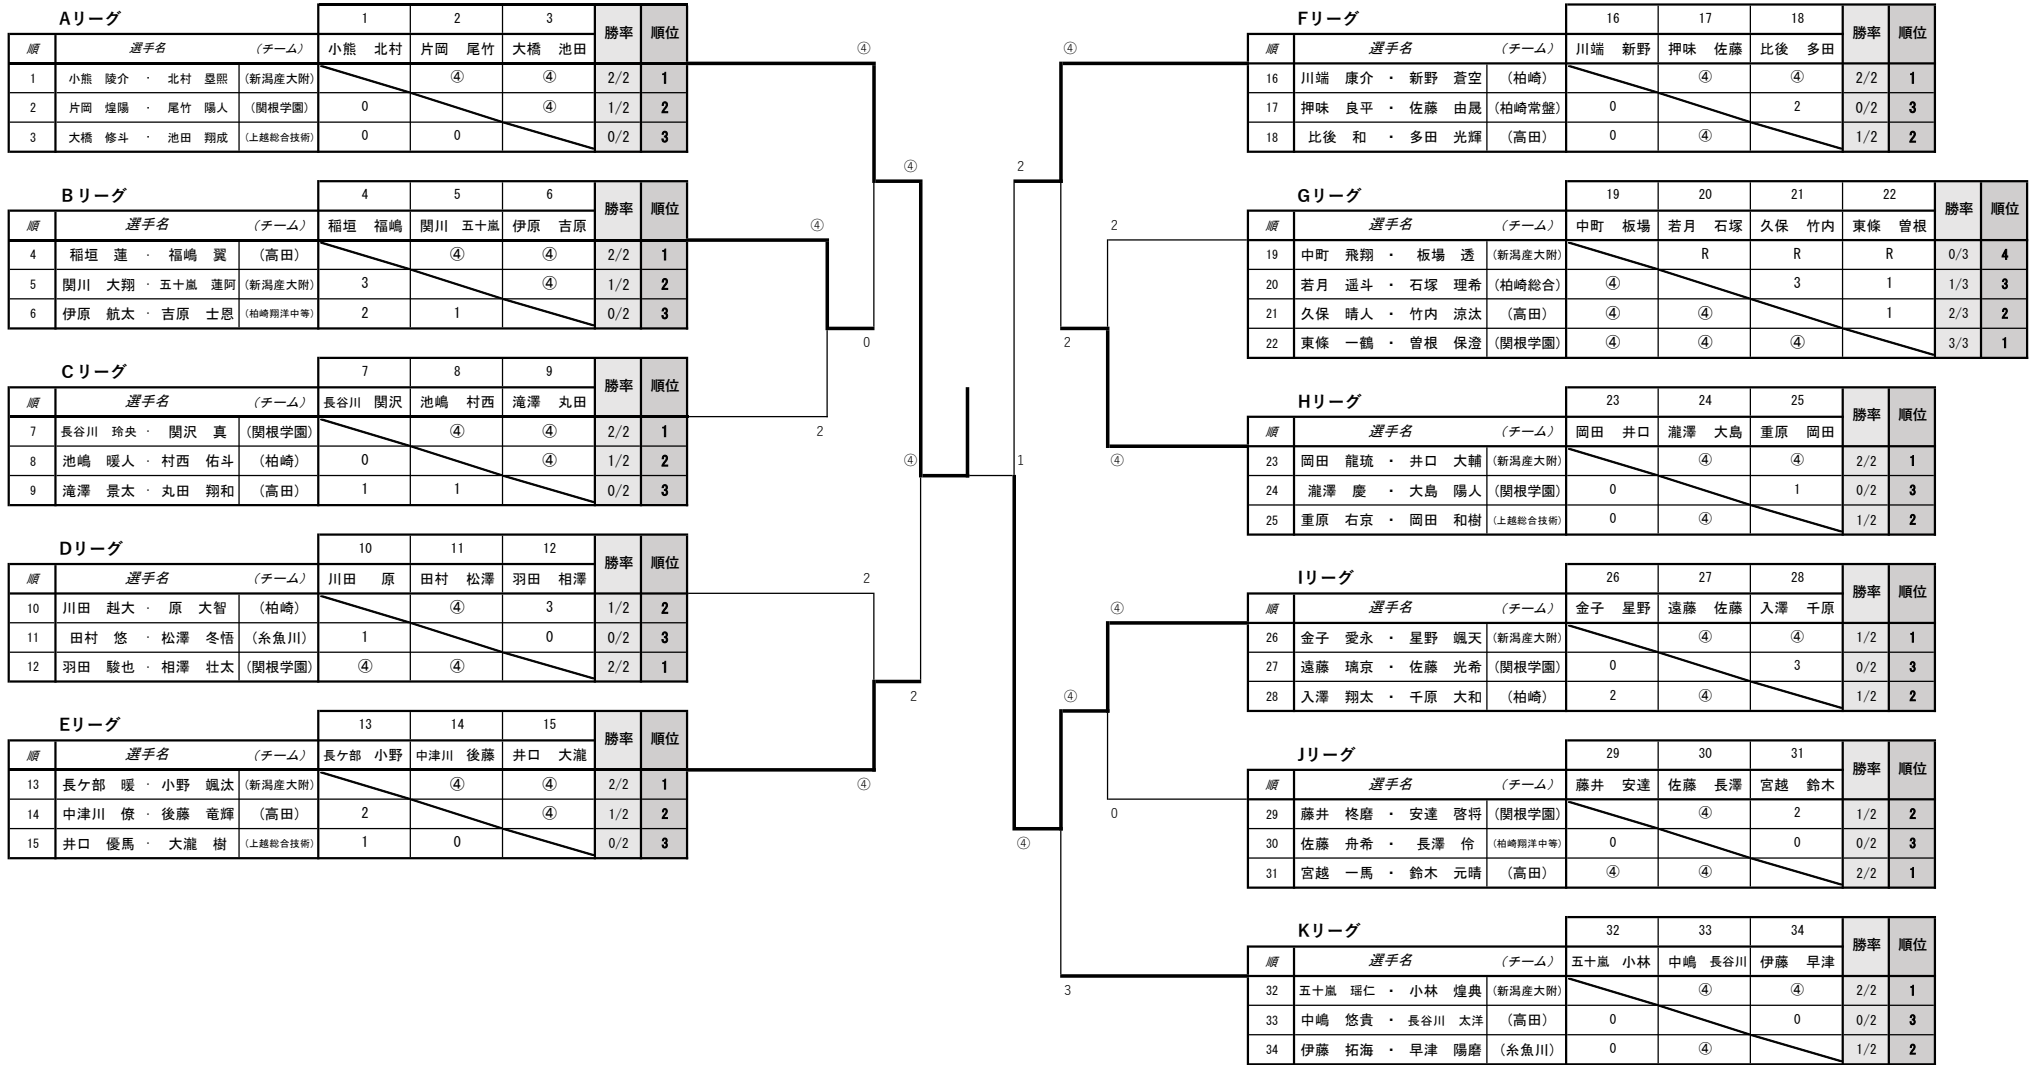 Aリーグ 1 2 3 勝率 順位
順 選手名 (チーム) 小熊 北村 片岡 尾竹 大橋 池田
1 小熊 陵介 ・ 北村 塁熙 (新潟産大附) ④ ④ 2/2 1
2 片岡 煌陽 ・ 尾竹 陽人 (関根学園) 0 ④ 1/2 2
3 大橋 修斗 ・ 池田 翔成 (上越総合技術) 0 0 0/2 3
Bリーグ 4 5 6 勝率 順位
順 選手名 (チーム) 稲垣 福嶋 関川 五十嵐 伊原 吉原
4 稲垣 蓮 ・ 福嶋 翼 (高田) ④ ④ 2/2 1
5 関川 大翔 ・ 五十嵐 蓮阿 (新潟産大附) 3 ④ 1/2 2
6 伊原 航太 ・ 吉原 士恩 (柏崎翔洋中等) 2 1 0/2 3
Cリーグ 7 8 9 勝率 順位
順 選手名 (チーム) 長谷川 関沢 池嶋 村西 滝澤 丸田
7 長谷川 玲央 ・ 関沢 真 (関根学園) ④ ④ 2/2 1
8 池嶋 暖人 ・ 村西 佑斗 (柏崎) 0 ④ 1/2 2
9 滝澤 景太 ・ 丸田 翔和 (高田) 1 1 0/2 3
Dリーグ 10 11 12 勝率 順位
順 選手名 (チーム) 川田 原 田村 松澤 羽田 相澤
10 川田 赳大 ・ 原 大智 (柏崎) ④ 3 1/2 2
11 田村 悠 ・ 松澤 冬悟 (糸魚川) 1 0 0/2 3
12 羽田 駿也 ・ 相澤 壮太 (関根学園) ④ ④ 2/2 1
Eリーグ 13 14 15 勝率 順位
順 選手名 (チーム) 長ケ部 小野 中津川 後藤 井口 大瀧
13 長ケ部 暖 ・ 小野 颯汰 (新潟産大附) ④ ④ 2/2 1
14 中津川 僚 ・ 後藤 竜輝 (高田) 2 ④ 1/2 2
15 井口 優馬 ・ 大瀧 樹 (上越総合技術) 1 0 0/2 3
④
④
④
0
2
④
2
2
④
④
2
2
2
④
1
④
④
④
0
3
Fリーグ 16 17 18 勝率 順位
順 選手名 (チーム) 川端 新野 押味 佐藤 比後 多田
16 川端 康介 ・ 新野 蒼空 (柏崎) ④ ④ 2/2 1
17 押味 良平 ・ 佐藤 由晟 (柏崎常盤) 0 2 0/2 3
18 比後 和 ・ 多田 光輝 (高田) 0 ④ 1/2 2
Gリーグ 19 20 21 22 勝率 順位
順 選手名 (チーム) 中町 板場 若月 石塚 久保 竹内 東條 曽根
19 中町 飛翔 ・ 板場 透 (新潟産大附) R R R 0/3 4
20 若月 遥斗 ・ 石塚 理希 (柏崎総合) ④ 3 1 1/3 3
21 久保 晴人 ・ 竹内 涼汰 (高田) ④ ④ 1 2/3 2
22 東條 一鶴 ・ 曽根 保澄 (関根学園) ④ ④ ④ 3/3 1
Hリーグ 23 24 25 勝率 順位
順 選手名 (チーム) 岡田 井口 瀧澤 大島 重原 岡田
23 岡田 龍琉 ・ 井口 大輔 (新潟産大附) ④ ④ 2/2 1
24 瀧澤 慶 ・ 大島 陽人 (関根学園) 0 1 0/2 3
25 重原 右京 ・ 岡田 和樹 (上越総合技術) 0 ④ 1/2 2
Iリーグ 26 27 28 勝率 順位
順 選手名 (チーム) 金子 星野 遠藤 佐藤 入澤 千原
26 金子 愛永 ・ 星野 颯天 (新潟産大附) ④ ④ 1/2 1
27 遠藤 璃京 ・ 佐藤 光希 (関根学園) 0 3 0/2 3
28 入澤 翔太 ・ 千原 大和 (柏崎) 2 ④ 1/2 2
Jリーグ 29 30 31 勝率 順位
順 選手名 (チーム) 藤井 安達 佐藤 長澤 宮越 鈴木
29 藤井 柊磨 ・ 安達 啓将 (関根学園) ④ 2 1/2 2
30 佐藤 舟希 ・ 長澤 伶 (柏崎翔洋中等) 0 0 0/2 3
31 宮越 一馬 ・ 鈴木 元晴 (高田) ④ ④ 2/2 1
Kリーグ 32 33 34 勝率 順位
順 選手名 (チーム) 五十嵐 小林 中嶋 長谷川 伊藤 早津
32 五十嵐 瑶仁 ・ 小林 煌典 (新潟産大附) ④ ④ 2/2 1
33 中嶋 悠貴 ・ 長谷川 太洋 (高田) 0 0 0/2 3
34 伊藤 拓海 ・ 早津 陽磨 (糸魚川) 0 ④ 1/2 2